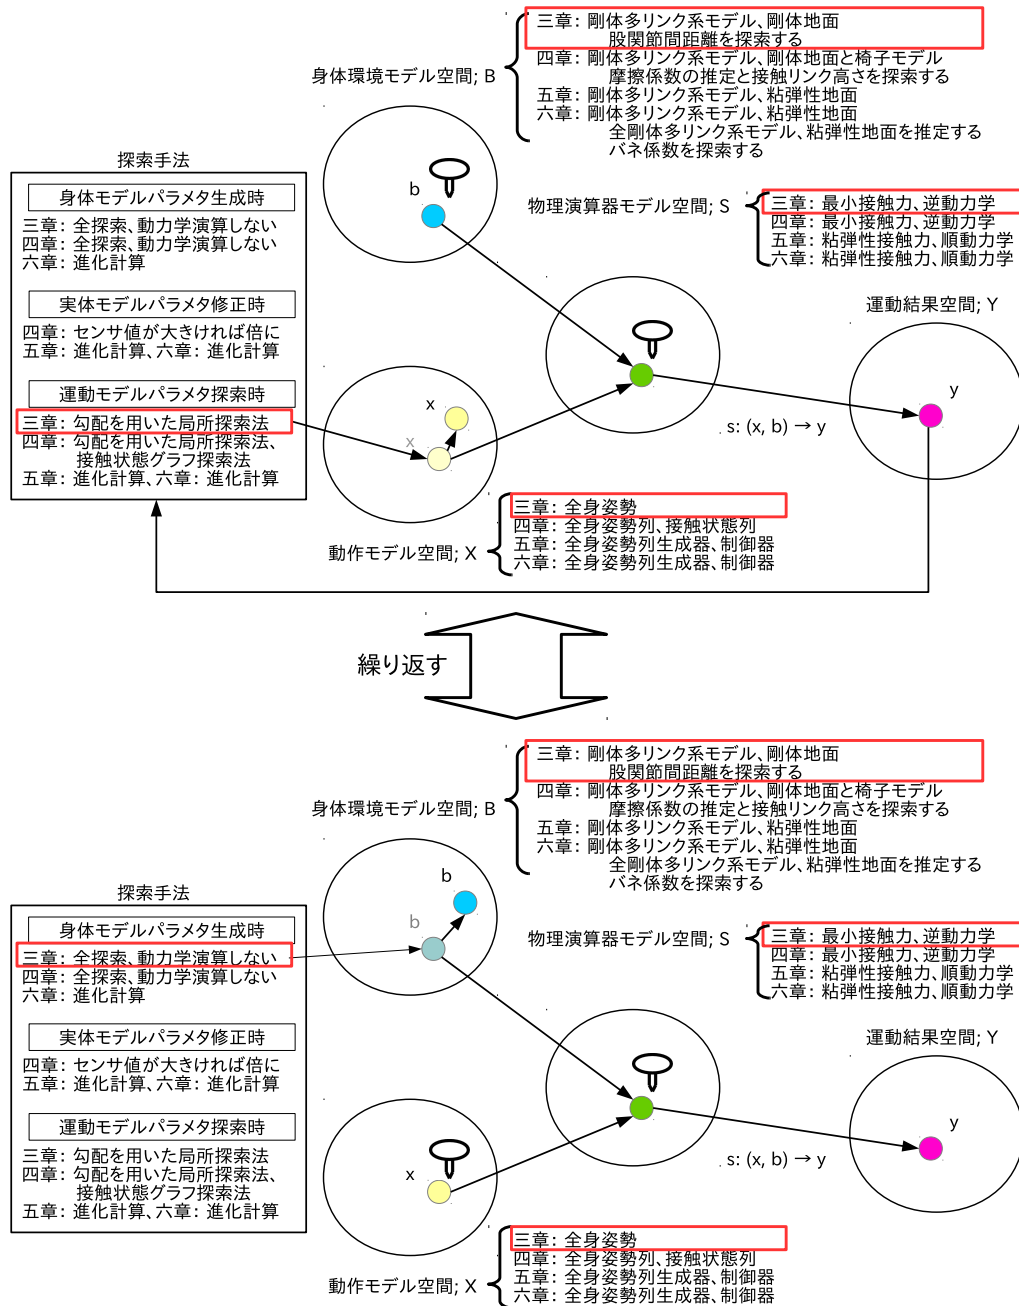 三章: 剛体多リンク系モデル、剛体地面
股関節間距離を探索する
身体環境モデル空間; B
四章: 剛体多リンク系モデル、剛体地面と椅子モデル
摩擦係数の推定と接触リンク高さを探索する
五章: 剛体多リンク系モデル、粘弾性地面
六章: 剛体多リンク系モデル、粘弾性地面
全剛体多リンク系モデル、粘弾性地面を推定する
バネ係数を探索する
探索手法
身体モデルパラメタ生成時
三章: 全探索、動力学演算しない
四章: 全探索、動力学演算しない
六章: 進化計算
実体モデルパラメタ修正時
四章: センサ値が大きければ倍に
五章: 進化計算、六章: 進化計算
運動モデルパラメタ探索時
三章: 勾配を用いた局所探索法
四章: 勾配を用いた局所探索法、
接触状態グラフ探索法
五章: 進化計算、六章: 進化計算
b
物理演算器モデル空間; S
三章: 最小接触力、逆動力学
四章: 最小接触力、逆動力学
五章: 粘弾性接触力、順動力学
六章: 粘弾性接触力、順動力学
運動結果空間; Y
x
x
y
s: (x, b) → y
動作モデル空間; X
三章: 全身姿勢
四章: 全身姿勢列、接触状態列
五章: 全身姿勢列生成器、制御器
六章: 全身姿勢列生成器、制御器
繰り返す
三章: 剛体多リンク系モデル、剛体地面
股関節間距離を探索する
身体環境モデル空間; B
四章: 剛体多リンク系モデル、剛体地面と椅子モデル
摩擦係数の推定と接触リンク高さを探索する
五章: 剛体多リンク系モデル、粘弾性地面
六章: 剛体多リンク系モデル、粘弾性地面
全剛体多リンク系モデル、粘弾性地面を推定する
バネ係数を探索する
探索手法
身体モデルパラメタ生成時
三章: 全探索、動力学演算しない
四章: 全探索、動力学演算しない
六章: 進化計算
実体モデルパラメタ修正時
四章: センサ値が大きければ倍に
五章: 進化計算、六章: 進化計算
運動モデルパラメタ探索時
三章: 勾配を用いた局所探索法
四章: 勾配を用いた局所探索法、
接触状態グラフ探索法
五章: 進化計算、六章: 進化計算
b
b
物理演算器モデル空間; S
三章: 最小接触力、逆動力学
四章: 最小接触力、逆動力学
五章: 粘弾性接触力、順動力学
六章: 粘弾性接触力、順動力学
運動結果空間; Y
x
y
s: (x, b) → y
動作モデル空間; X
三章: 全身姿勢
四章: 全身姿勢列、接触状態列
五章: 全身姿勢列生成器、制御器
六章: 全身姿勢列生成器、制御器